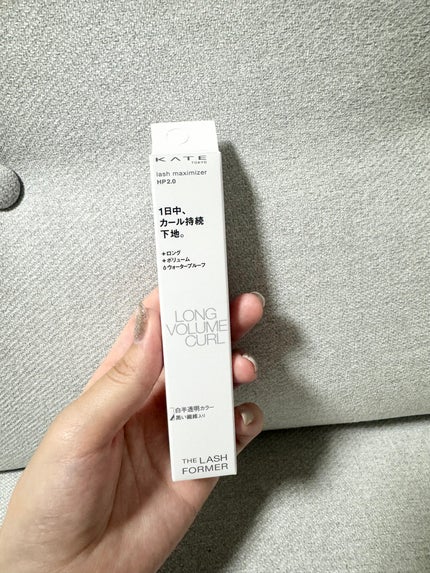 KATE
TOKYO
lash maximizer
HP2.0
1日中、
カール持続
下地。
+ロング
+ボリューム
ウォータープルーフ
LONG
VOLUME
CURL
白半透明カラー
黒い繊維入り
THE LASH
FORMER